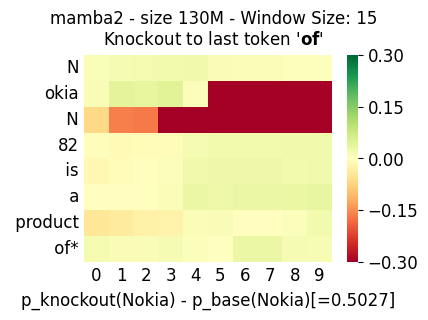 mamba2 - size 130M - Window Size: 15
Knockout to last token 'of'
N
okia
N
82
is
a
product
of*
0 1 2 3 4 5 6 7 8 9
0.30
0.15
0.00
−0.15
−0.30
p_knockout(Nokia) - p_base(Nokia)[=0.5027]